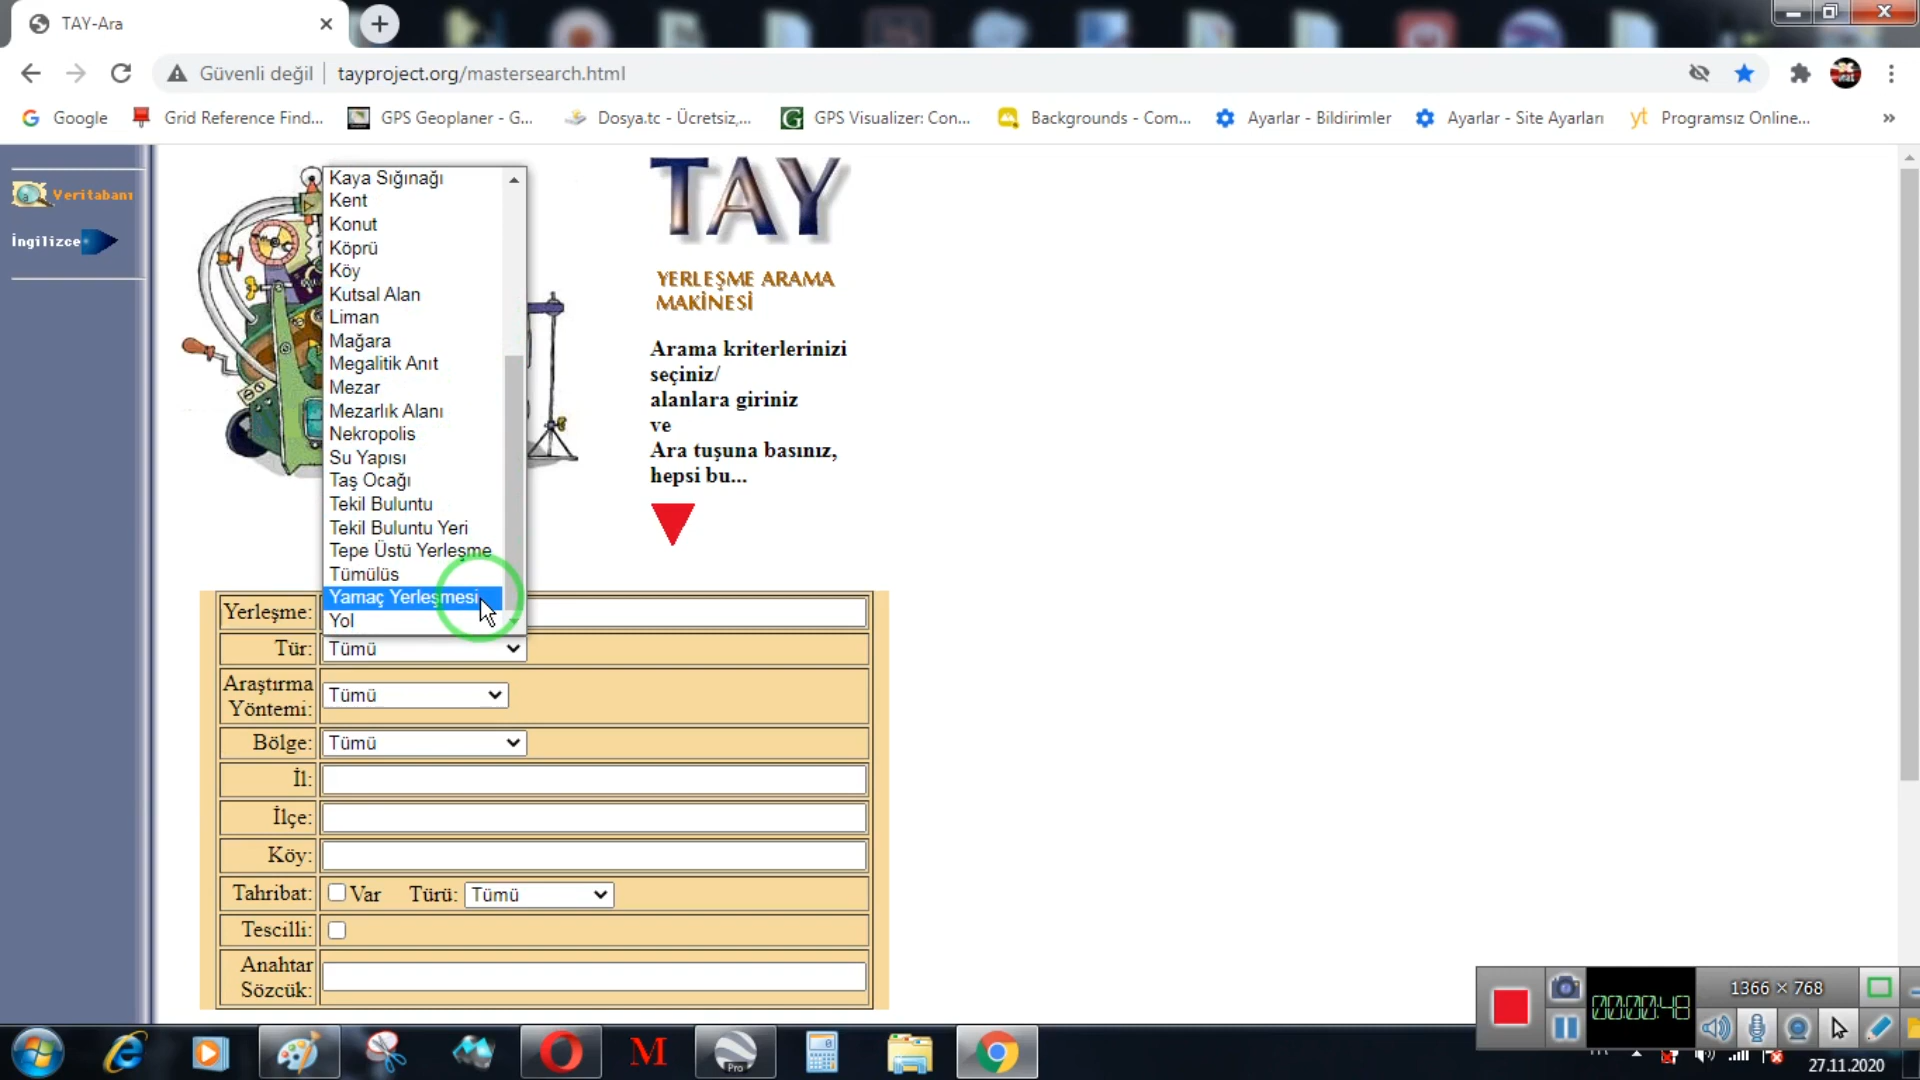 TAY-Ara
Güvenli değil
tayproject.org/mastersearch.html
Google
Grid Reference Find...
GPS Geoplaner - G...
Dosya.tc - Ücretsiz,...
GPS Visualizer: Con...
Backgrounds - Com...
Ayarlar - Bildirimler
Ayarlar - Site Ayarları
yt Programsız Online...
»
Veritabanı
İngilizce
Kaya Sığınağı
Kent
Konut
Köprü
Köy
Kutsal Alan
Liman
Mağara
Megalitik Anıt
Mezar
Mezarlık Alanı
Nekropolis
Su Yapısı
Taş Ocağı
Tekil Buluntu
Tekil Buluntu Yeri
Tepe Üstü Yerleşme
Tümülüs
Yamaç Yerleşmesi
Yol
TAY
YERLEŞME ARAMA
MAKİNESİ
Arama kriterlerinizi
seçiniz/
alanlara giriniz
ve
Ara tuşuna basınız,
hepsi bu...
Yerleşme:
Tür: Tümü
Araştırma
Yöntemi: Tümü
Bölge: Tümü
İl:
İlçe:
Köy:
Tahribat: Var Türü: Tümü
Tescilli:
Anahtar
Sözcük:
00:00:48
1366 × 768
M
Pro
27.11.2020